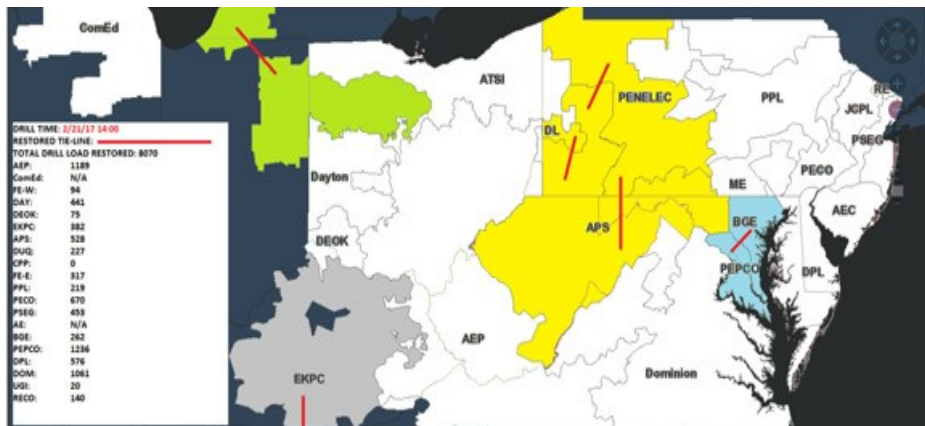 ComEd
ATSI
PENELEC
PPL
RE
JCPL
PSEG
DL
PECO
ME
AEC
Dayton
DEOK
APS
BGE
PEPCO
DPL
AEP
EKPC
Dominion
DRILL TIME: 2/21/17 14:00
RESTORED TIE-LINE:
TOTAL DRILL LOAD RESTORED: 8070
AEP: 1189
ComEd: N/A
FE-W: 94
DAY: 441
DEOK: 75
EKPC: 382
APS: 528
DUQ: 227
CPP: 0
FE-E: 317
PPL: 219
PECO: 670
PSEG: 453
AE: N/A
BGE: 262
PEPCO: 1236
DPL: 576
DOM: 1061
UGI: 20
RECO: 140